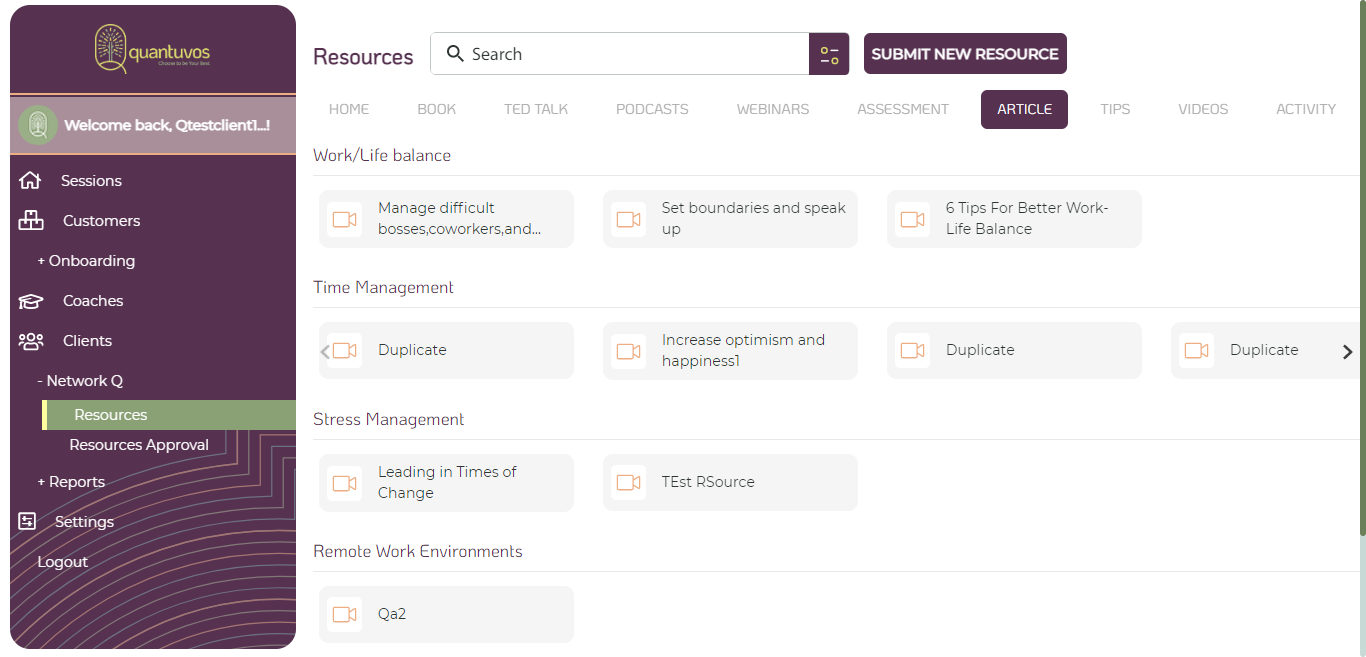 quantuvos
Choose to be Your Best
Welcome back, Qtestclient1...!
Sessions
Customers
+ Onboarding
Coaches
Clients
- Network Q
Resources
Resources Approval
+ Reports
Settings
Logout
Resources
Search
SUBMIT NEW RESOURCE
HOME BOOK TED TALK PODCASTS WEBINARS ASSESSMENT ARTICLE TIPS VIDEOS ACTIVITY
Work/Life balance
Manage difficult
bosses,coworkers,and...
Set boundaries and speak
up
6 Tips For Better Work-
Life Balance
Time Management
Duplicate
Increase optimism and
happiness1
Duplicate
Duplicate
Stress Management
Leading in Times of
Change
TEst RSource
Remote Work Environments
Qa2